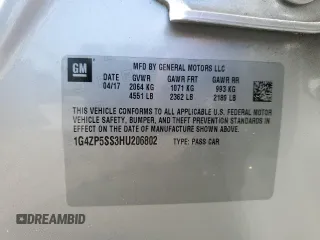 GM
MFD BY GENERAL MOTORS LLC
04/17 GVWR GAWR FRT GAWR RR
2064 KG 1071 KG 993 KG
4551 LB 2362 LB 2189 LB
THIS VEHICLE CONFORMS TO ALL APPLICABLE U.S. FEDERAL MOTOR
VEHICLE SAFETY, BUMPER, AND THEFT PREVENTION STANDARDS IN EFFECT ON
THE DATE OF MANUFACTURE SHOWN ABOVE.
1G4ZP5SS3HU206802 TYPE: PASS CAR
DREAMBID